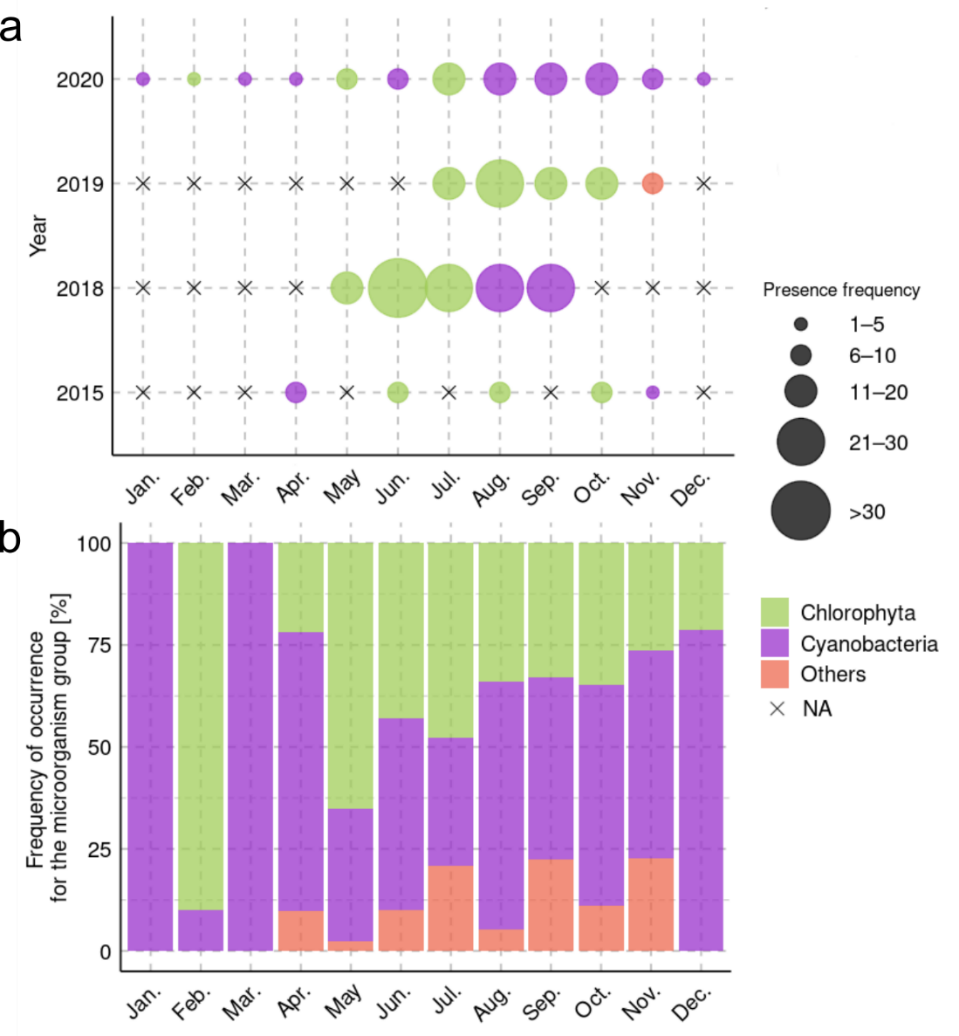 a
2020
2019
2018
2015
Year
Jan. Feb. Mar. Apr. May Jun. Jul. Aug. Sep. Oct. Nov. Dec.
Presence frequency
1–5
6–10
11–20
21–30
>30
b
100
75
50
25
0
Frequency of occurrence
for the microorganism group [%]
Jan. Feb. Mar. Apr. May Jun. Jul. Aug. Sep. Oct. Nov. Dec.
Chlorophyta
Cyanobacteria
Others
NA